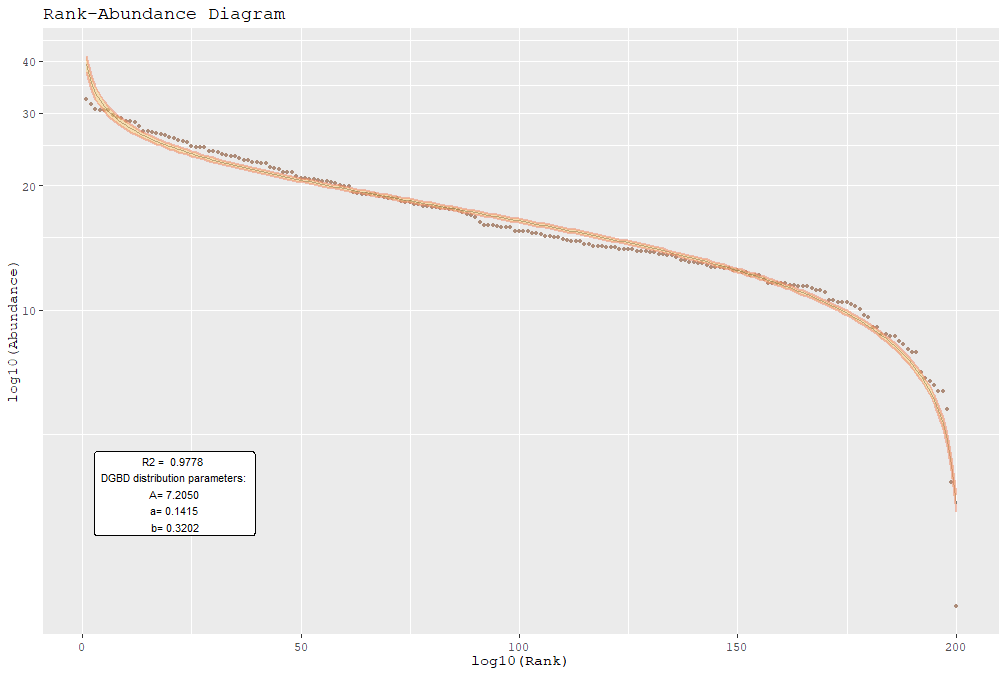 Rank-Abundance Diagram
40
30
20
10
log10(Abundance)
R2 =  0.9778
DGBD distribution parameters:
A= 7.2050
a= 0.1415
b= 0.3202
0 50 100 150 200
log10(Rank)